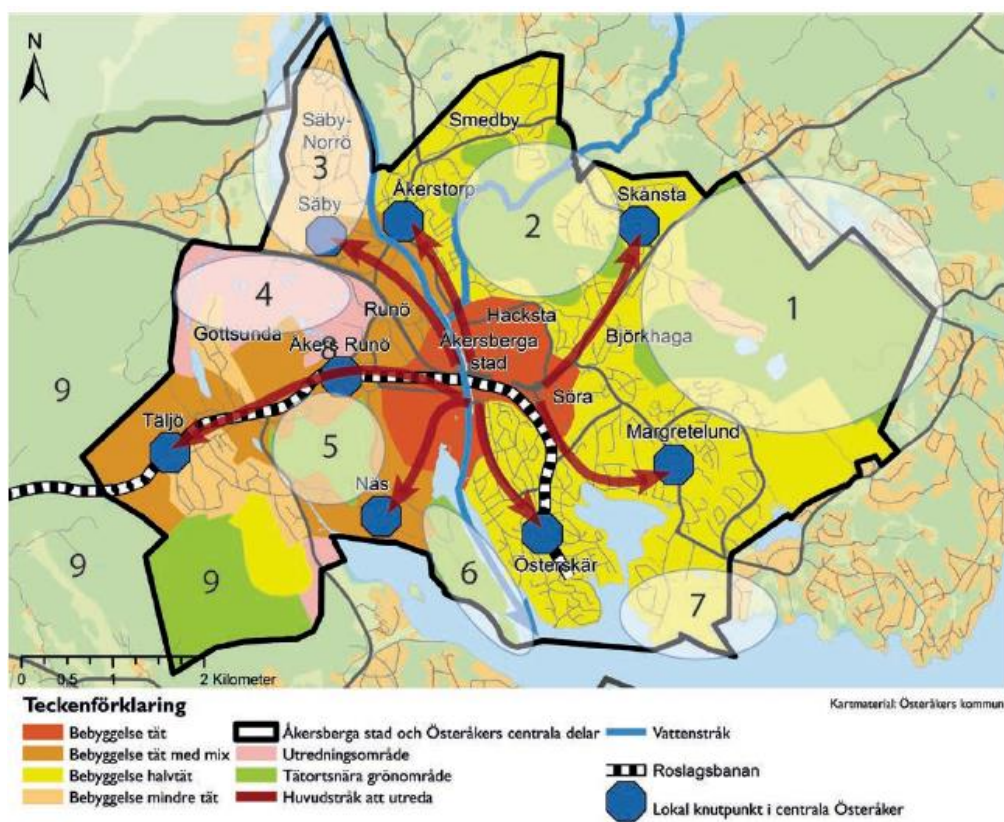 N
Säby-
Norrö
3
Smedby
Åkerstorp
Skånsta
2
Säby
1
4
Runö
Hacksta
Gottsunda
Åkers Runö
8
Åkersberga
stad
Björkhaga
9
Täljö
Söra
5
Margretelund
Näs
Österskär
9
9
6
7
0 0,5 1 2 Kilometer
Teckenförklaring
Kartmaterial: Österåkers kommun
Bebyggelse tät
Bebyggelse tät med mix
Bebyggelse halvtät
Bebyggelse mindre tät
Åkersberga stad och Österåkers centrala delar
Utredningsområde
Tätortsnära grönområde
Huvudstråk att utreda
Vattenstråk
Roslagsbanan
Lokal knutpunkt i centrala Österåker